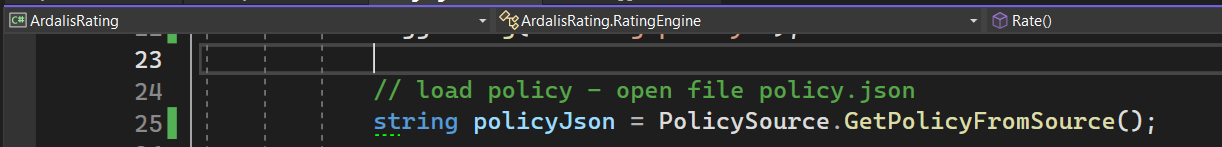 C# ArdalisRating ArdalisRating.RatingEngine Rate()
23
24 // load policy - open file policy.json
25 string policyJson = PolicySource.GetPolicyFromSource();